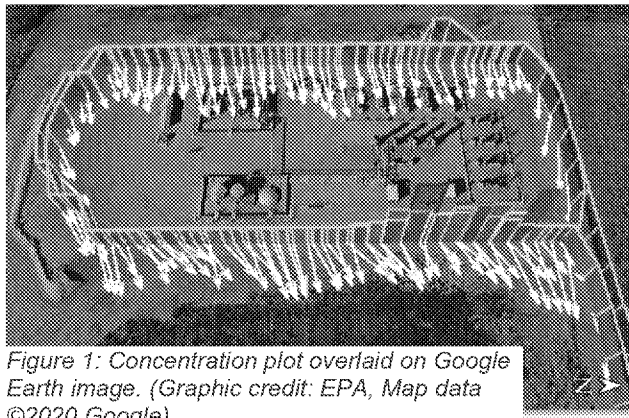 Z
Figure 1: Concentration plot overlaid on Google
Earth image. (Graphic credit: EPA, Map data
©2020 Google)